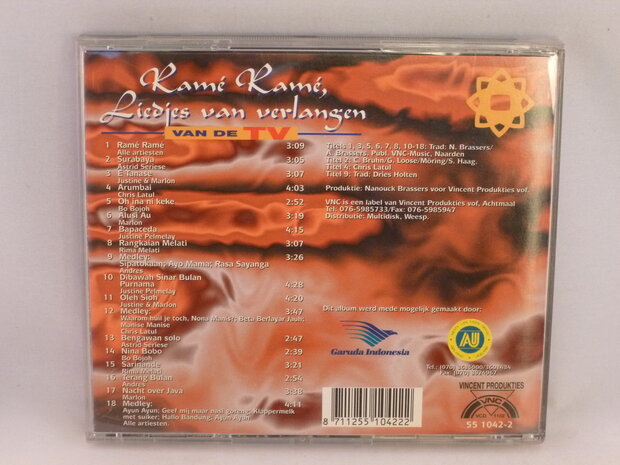 Ramé Ramé,
Liedjes van verlangen
VAN DE TV
1 Ramé Ramé 3:09
Alle artiesten
2 Surabaya 3:05
Astrid Seriese
3 E Tanase 3:07
Justine & Marlon
4 Arumbai 4:03
Chris Latul
5 Oh ina ni keke 2:52
Bo Bojoh
6 Alusi Au 3:19
Marlon
7 Bapaceda 4:15
Justine Pelmelay
8 Rangkaian Melati 3:07
Rima Melati
9 Medley: 3:26
Sipatokaan; Ayo Mama; Rasa Sayanga
Andres
10 Dibawah Sinar Bulan
Purnama 4:28
Justine Pelmelay
11 Oleh Sioh 4:20
Justine & Marlon
12 Medley: 3:47
Waarom huil je toch, Nona Manis?; Beta Berlayar Jauh;
Manise Manise
Chris Latul
13 Bengawan solo 2:47
Astrid Seriese
14 Nina Bobo 2:39
Bo Bojoh
15 Sarinande 3:21
Rima Melati
16 Terang Bulan 2:54
Andres
17 Nacht over Java 3:38
Marlon
18 Medley: 4:11
Ayun Ayun; Geef mij maar nasi goreng; Klappermelk
met suiker; Hallo Bandung; Ayun Ayun
Alle artiesten.
Titels 1, 3, 5, 6, 7, 8, 10-18: Trad: N. Brassers/
A. Brassers. Publ. VNC-Music, Naarden
Titel 2: C. Bruhn/G. Loose/Möring/S. Haag.
Titel 4: Chris Latul
Titel 9: Trad: Dries Holten
Produktie: Nanouck Brassers voor Vincent Produkties vof.
VNC is een label van Vincent Produkties vof, Achtmaal
Tel: 076-5985733/Fax: 076-5985947
Distributie: Multidisk, Weesp.
Dit album werd mede mogelijk gemaakt door:
Garuda Indonesia
VINCENT PRODUKTIES
VNC
55 1042-2
8 711255 104222